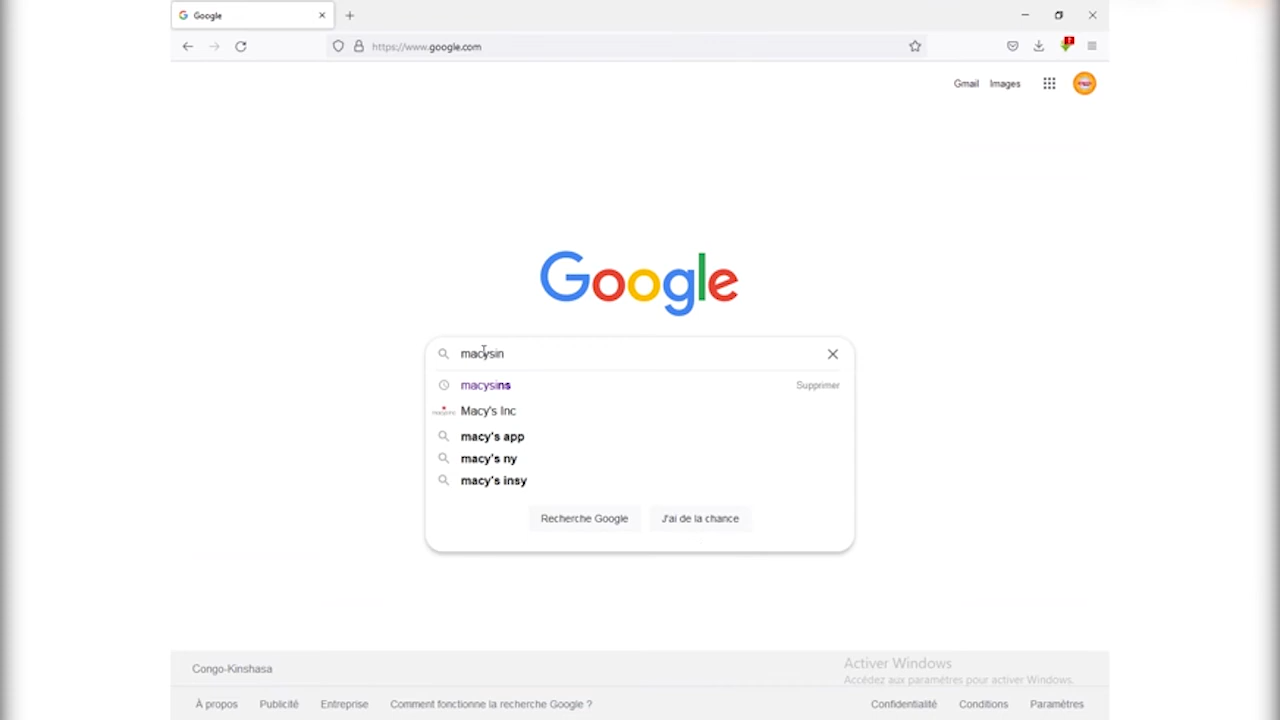 Google
https://www.google.com
Gmail Images
Google
macysin
macysins Supprimer
Macy's Inc
macy's app
macy's ny
macy's insy
Recherche Google J'ai de la chance
Congo-Kinshasa
Activer Windows
Accédez aux paramètres pour activer Windows.
À propos Publicité Entreprise Comment fonctionne la recherche Google ? Confidentialité Conditions Paramètres